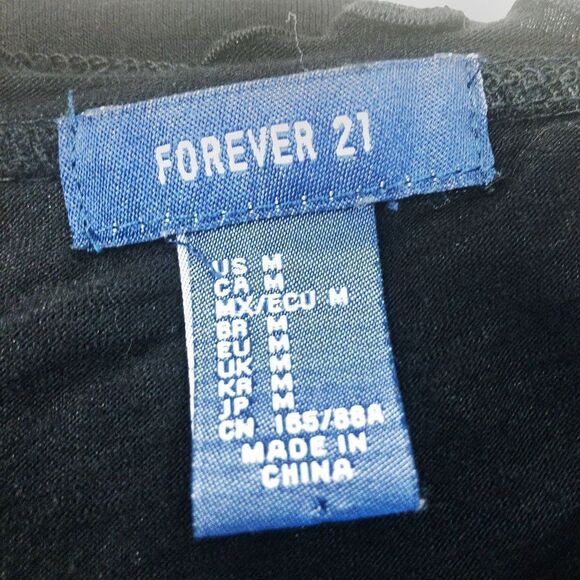 FOREVER 21
US M
CA M
MX/ECU M
BR M
EU M
UK M
KR M
JP M
CN 165/88A
MADE IN
CHINA